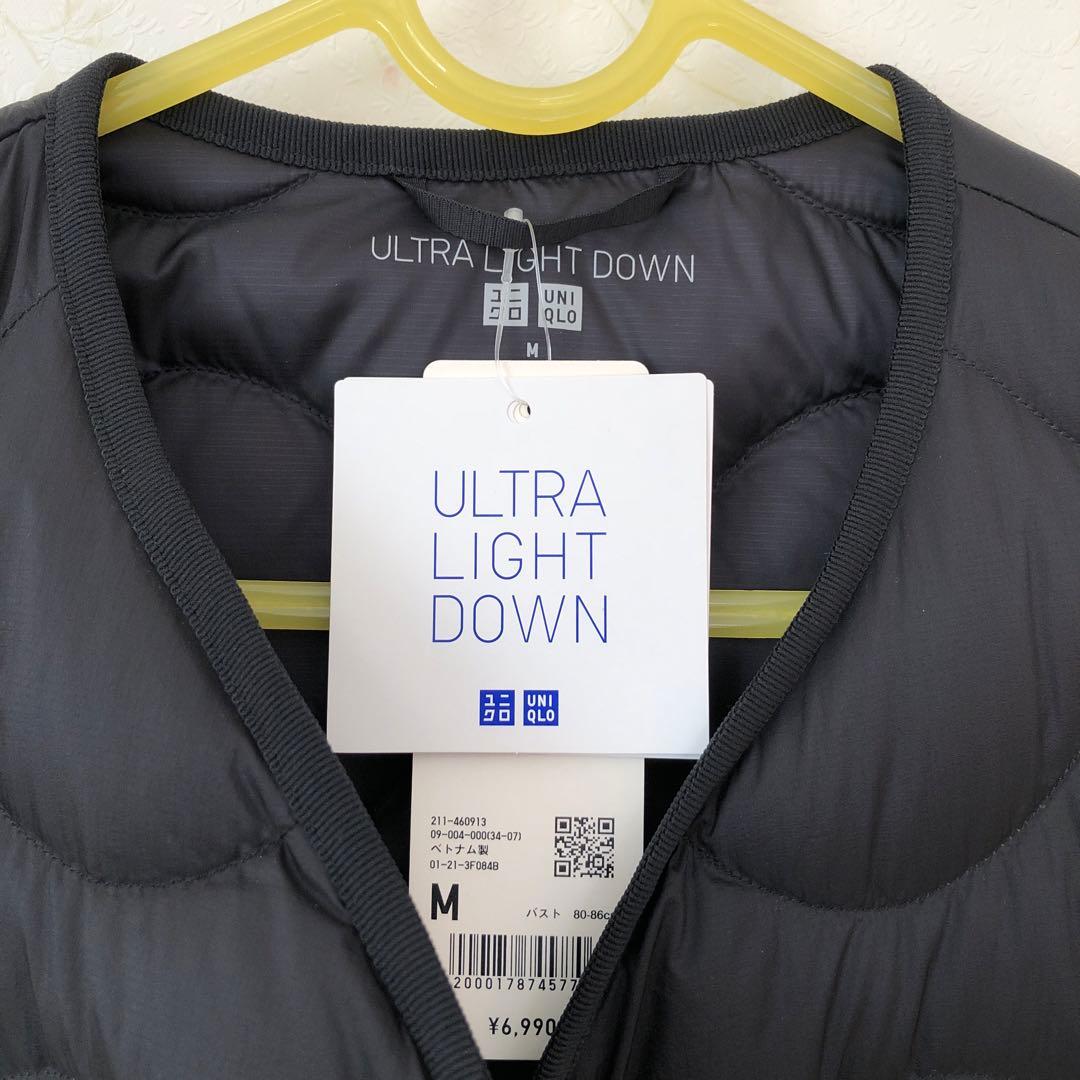 ULTRA LIGHT DOWN
ユニ
クロ
UNI
QLO
M
ULTRA
LIGHT
DOWN
ユニ
クロ
UNI
QLO
211-460913
09-004-000(34-07)
ベトナム製
01-21-3F084B
M
バスト 80-86c
200017874577
¥6,990